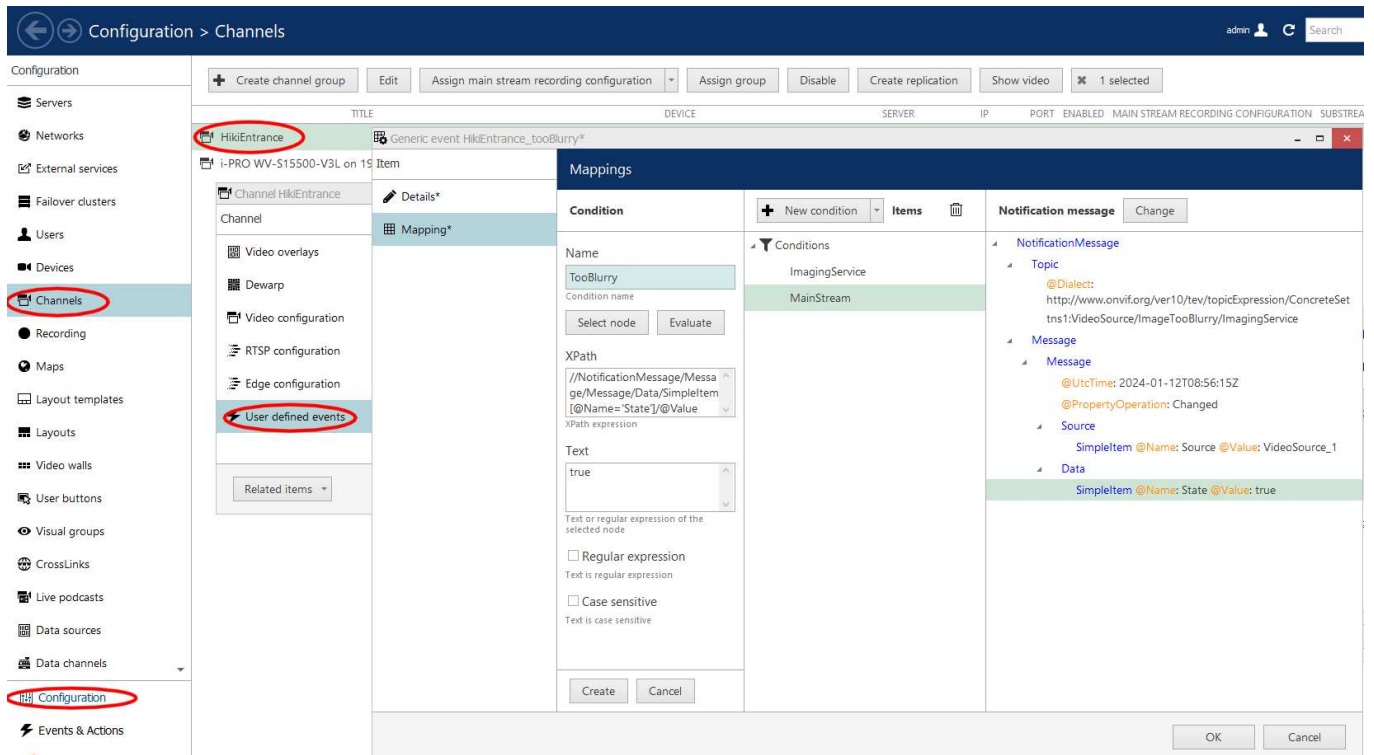 Configuration > Channels
admin
Search
Configuration
Servers
Networks
External services
Failover clusters
Users
Devices
Channels
Recording
Maps
Layout templates
Layouts
Video walls
User buttons
Visual groups
CrossLinks
Live podcasts
Data sources
Data channels
Configuration
Events & Actions
Create channel group
Edit
Assign main stream recording configuration
Assign group
Disable
Create replication
Show video
1 selected
TITLE
DEVICE
SERVER
IP
PORT
ENABLED
MAIN STREAM RECORDING CONFIGURATION
SUBSTREA
HikiEntrance
i-PRO WV-S15500-V3L on 19
Channel HikiEntrance
Channel
Video overlays
Dewarp
Video configuration
RTSP configuration
Edge configuration
User defined events
Related items
Generic event HikiEntrance_tooBlurry*
Item
Details*
Mapping*
Mappings
Condition
Name
TooBlurry
Condition name
Select node
Evaluate
XPath
//NotificationMessage/Messa
ge/Message/Data/SimpleItem
[@Name='State']/@Value
XPath expression
Text
true
Text or regular expression of the
selected node
Regular expression
Text is regular expression
Case sensitive
Text is case sensitive
Create
Cancel
New condition
Items
Conditions
ImagingService
MainStream
Notification message
Change
NotificationMessage
Topic
@Dialect:
http://www.onvif.org/ver10/tev/topicExpression/ConcreteSet
tns1:VideoSource/ImageTooBlurry/ImagingService
Message
Message
@UtcTime: 2024-01-12T08:56:15Z
@PropertyOperation: Changed
Source
SimpleItem @Name: Source @Value: VideoSource_1
Data
SimpleItem @Name: State @Value: true
OK
Cancel